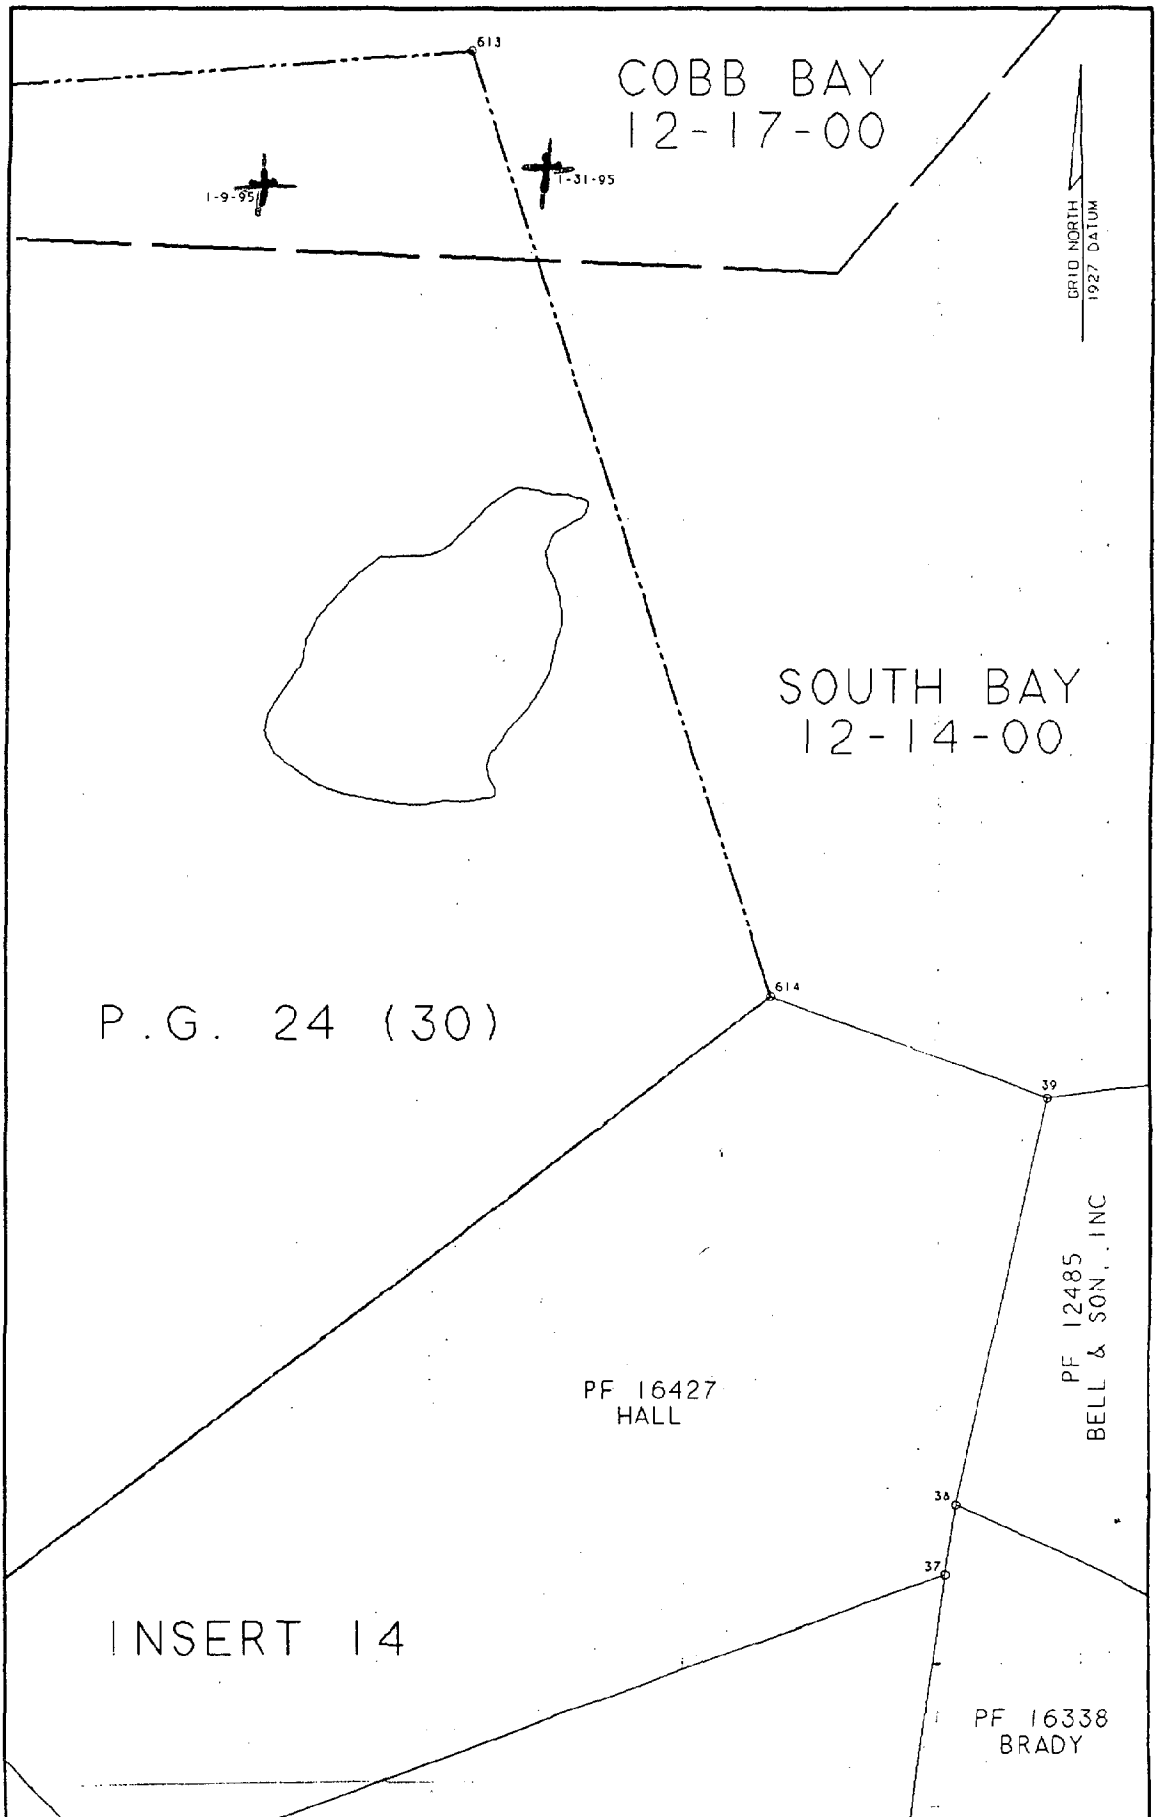 613
COBB BAY
12-17-00
1-9-95
1-31-95
GRID NORTH
1927 DATUM
SOUTH BAY
12-14-00
614
P.G. 24 (30)
39
PF 12485
BELL & SON, INC
PF 16427
HALL
38
37
INSERT 14
PF 16338
BRADY